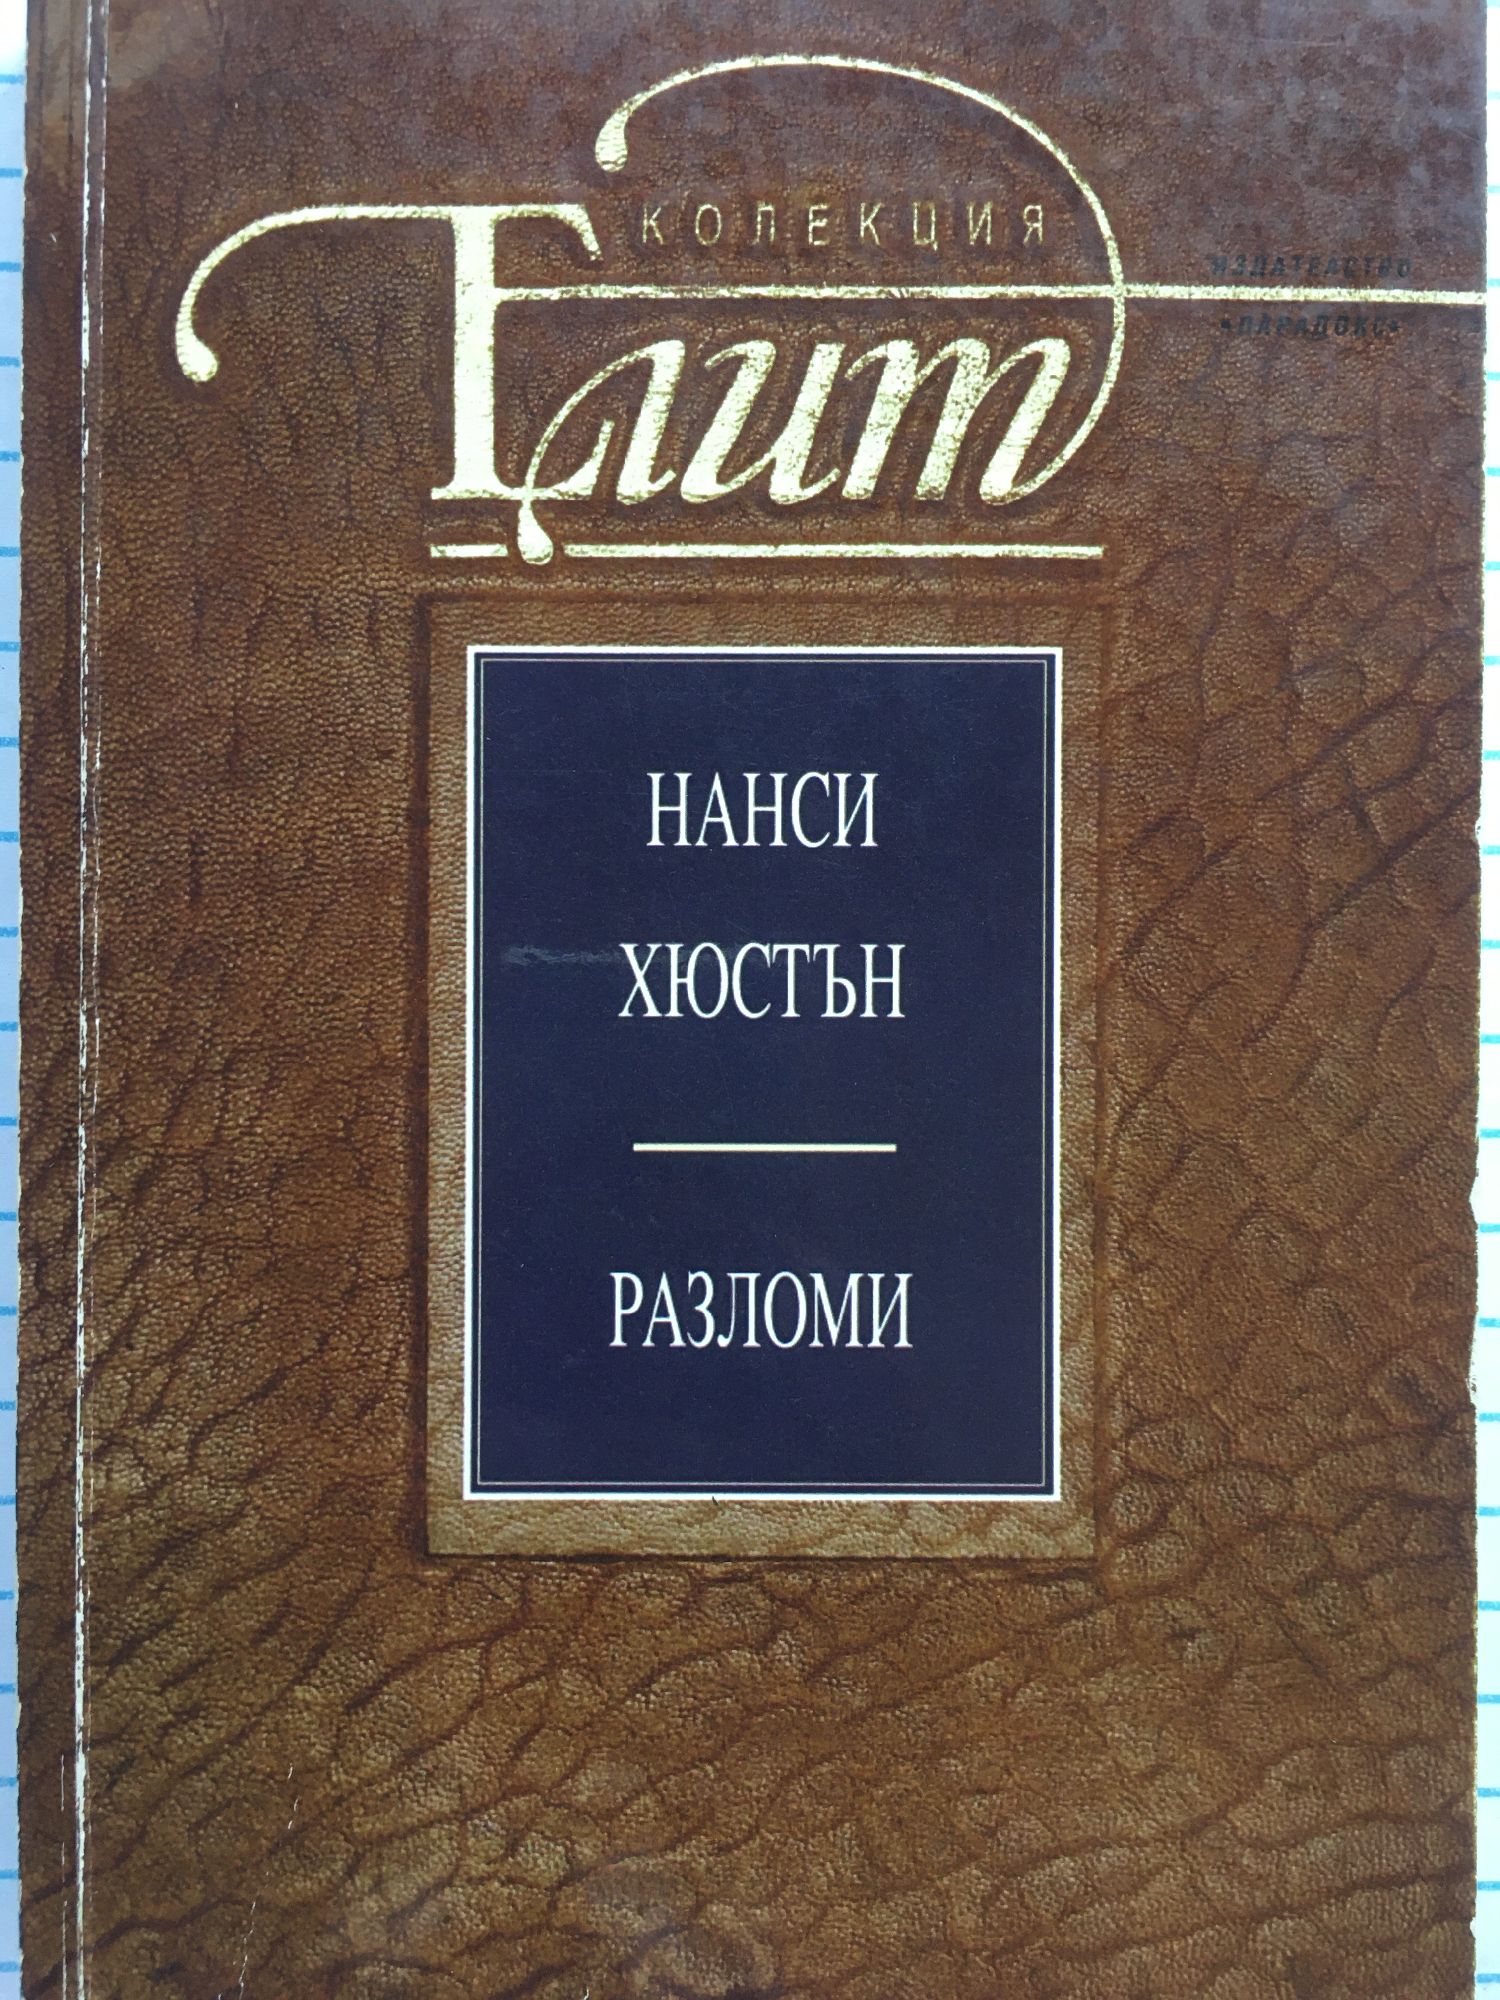 КОЛЕКЦИЯ
Елит
ИЗДАТЕЛСТВО
«ПАРАДОКС»
НАНСИ
ХЮСТЪН
РАЗЛОМИ